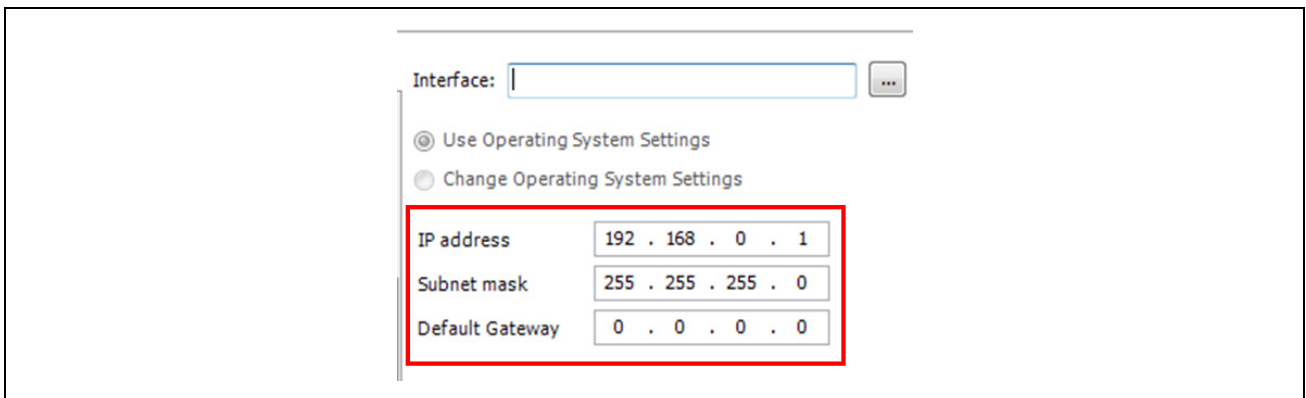 Interface: ...
Use Operating System Settings
Change Operating System Settings
IP address 192 . 168 . 0 . 1
Subnet mask 255 . 255 . 255 . 0
Default Gateway 0 . 0 . 0 . 0